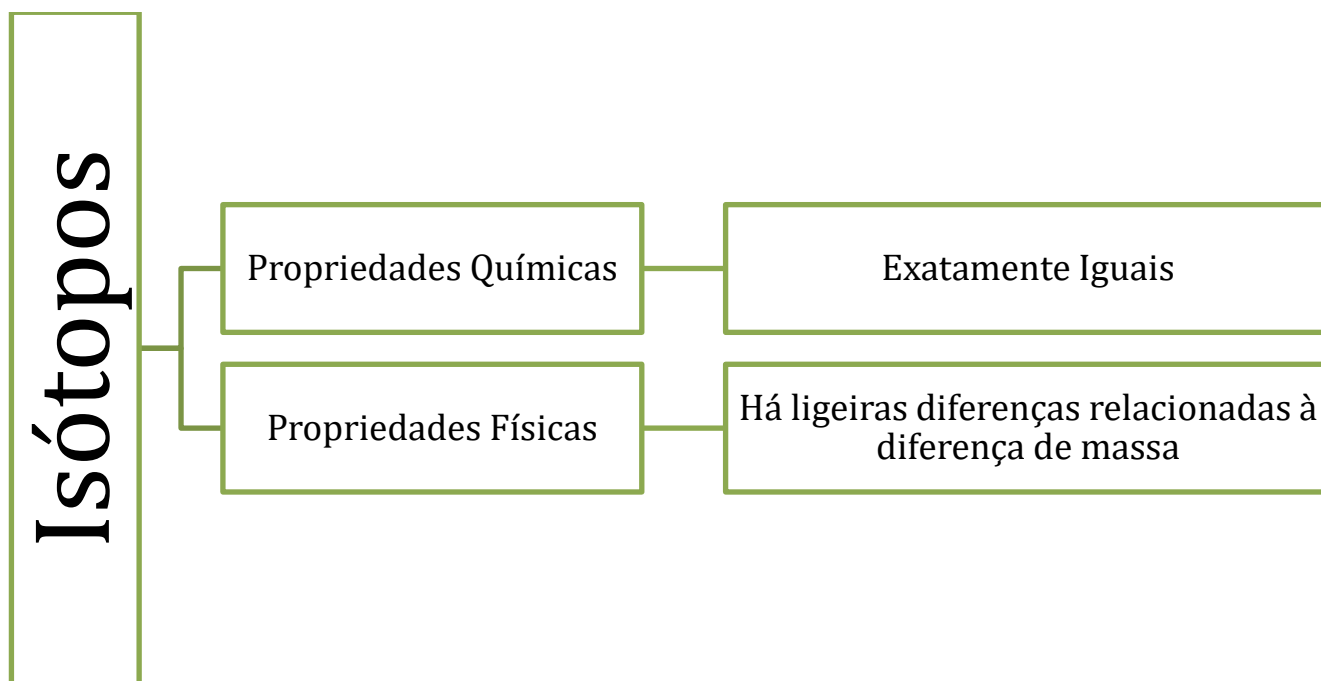 Isótopos
Propriedades Químicas
Exatamente Iguais
Propriedades Físicas
Há ligeiras diferenças relacionadas à
diferença de massa